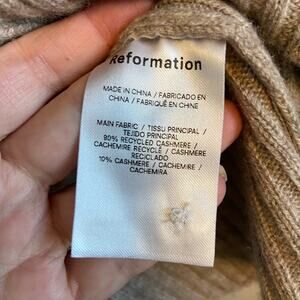 Reformation
MADE IN CHINA / FABRICADO EN
CHINA / FABRIQUÉ EN CHINE
MAIN FABRIC / TISSU PRINCIPAL /
TEJIDO PRINCIPAL
90% RECYCLED CASHMERE /
CACHEMIRE RECYCLÉ / CASHMERE
RECICLADO
10% CASHMERE / CACHEMIRE /
CACHEMIRA